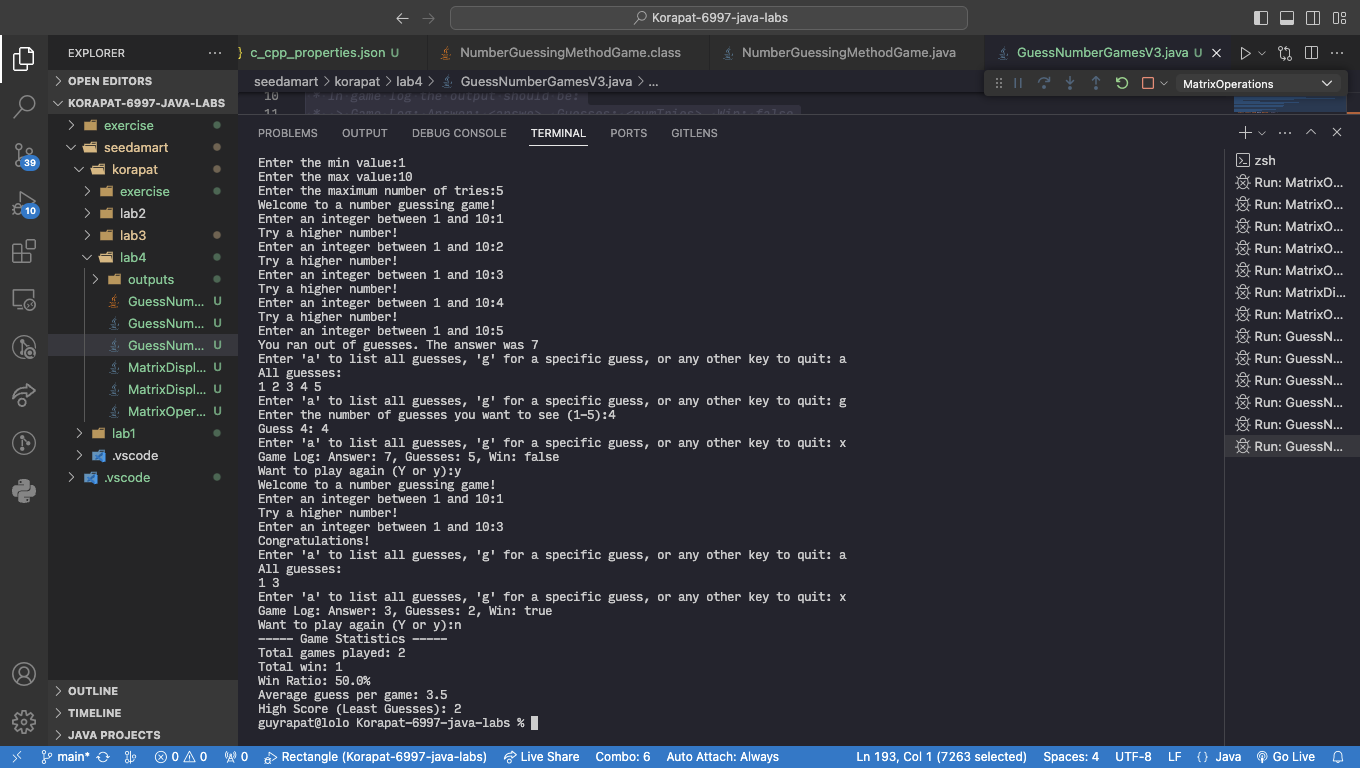 Korapat-6997-java-labs
EXPLORER
c_cpp_properties.json U
NumberGuessingMethodGame.class
NumberGuessingMethodGame.java
GuessNumberGamesV3.java U
OPEN EDITORS
seedamart > korapat > lab4 > GuessNumberGamesV3.java > ...
MatrixOperations
KORAPAT-6997-JAVA-LABS
10 * In game log the output should be:
11 * -> Game Log: Answer: <answe>, Guesses: <numTries>, Win: false
exercise
seedamart
korapat
exercise
lab2
lab3
lab4
outputs
GuessNum... U
GuessNum... U
GuessNum... U
MatrixDispl... U
MatrixDispl... U
MatrixOper... U
lab1
.vscode
.vscode
OUTLINE
TIMELINE
JAVA PROJECTS
39
10
PROBLEMS OUTPUT DEBUG CONSOLE TERMINAL PORTS GITLENS
Enter the min value:1
Enter the max value:10
Enter the maximum number of tries:5
Welcome to a number guessing game!
Enter an integer between 1 and 10:1
Try a higher number!
Enter an integer between 1 and 10:2
Try a higher number!
Enter an integer between 1 and 10:3
Try a higher number!
Enter an integer between 1 and 10:4
Try a higher number!
Enter an integer between 1 and 10:5
You ran out of guesses. The answer was 7
Enter 'a' to list all guesses, 'g' for a specific guess, or any other key to quit: a
All guesses:
1 2 3 4 5
Enter 'a' to list all guesses, 'g' for a specific guess, or any other key to quit: g
Enter the number of guesses you want to see (1-5):4
Guess 4: 4
Enter 'a' to list all guesses, 'g' for a specific guess, or any other key to quit: x
Game Log: Answer: 7, Guesses: 5, Win: false
Want to play again (Y or y):y
Welcome to a number guessing game!
Enter an integer between 1 and 10:1
Try a higher number!
Enter an integer between 1 and 10:3
Congratulations!
Enter 'a' to list all guesses, 'g' for a specific guess, or any other key to quit: a
All guesses:
1 3
Enter 'a' to list all guesses, 'g' for a specific guess, or any other key to quit: x
Game Log: Answer: 3, Guesses: 2, Win: true
Want to play again (Y or y):n
----- Game Statistics -----
Total games played: 2
Total win: 1
Win Ratio: 50.0%
Average guess per game: 3.5
High Score (Least Guesses): 2
guyrapat@lolo Korapat-6997-java-labs %
zsh
Run: MatrixO...
Run: MatrixO...
Run: MatrixO...
Run: MatrixO...
Run: MatrixO...
Run: MatrixDi...
Run: MatrixO...
Run: GuessN...
Run: GuessN...
Run: GuessN...
Run: GuessN...
Run: GuessN...
Run: GuessN...
main* 0 0 0 Rectangle (Korapat-6997-java-labs) Live Share Combo: 6 Auto Attach: Always Ln 193, Col 1 (7263 selected) Spaces: 4 UTF-8 LF {} Java Go Live